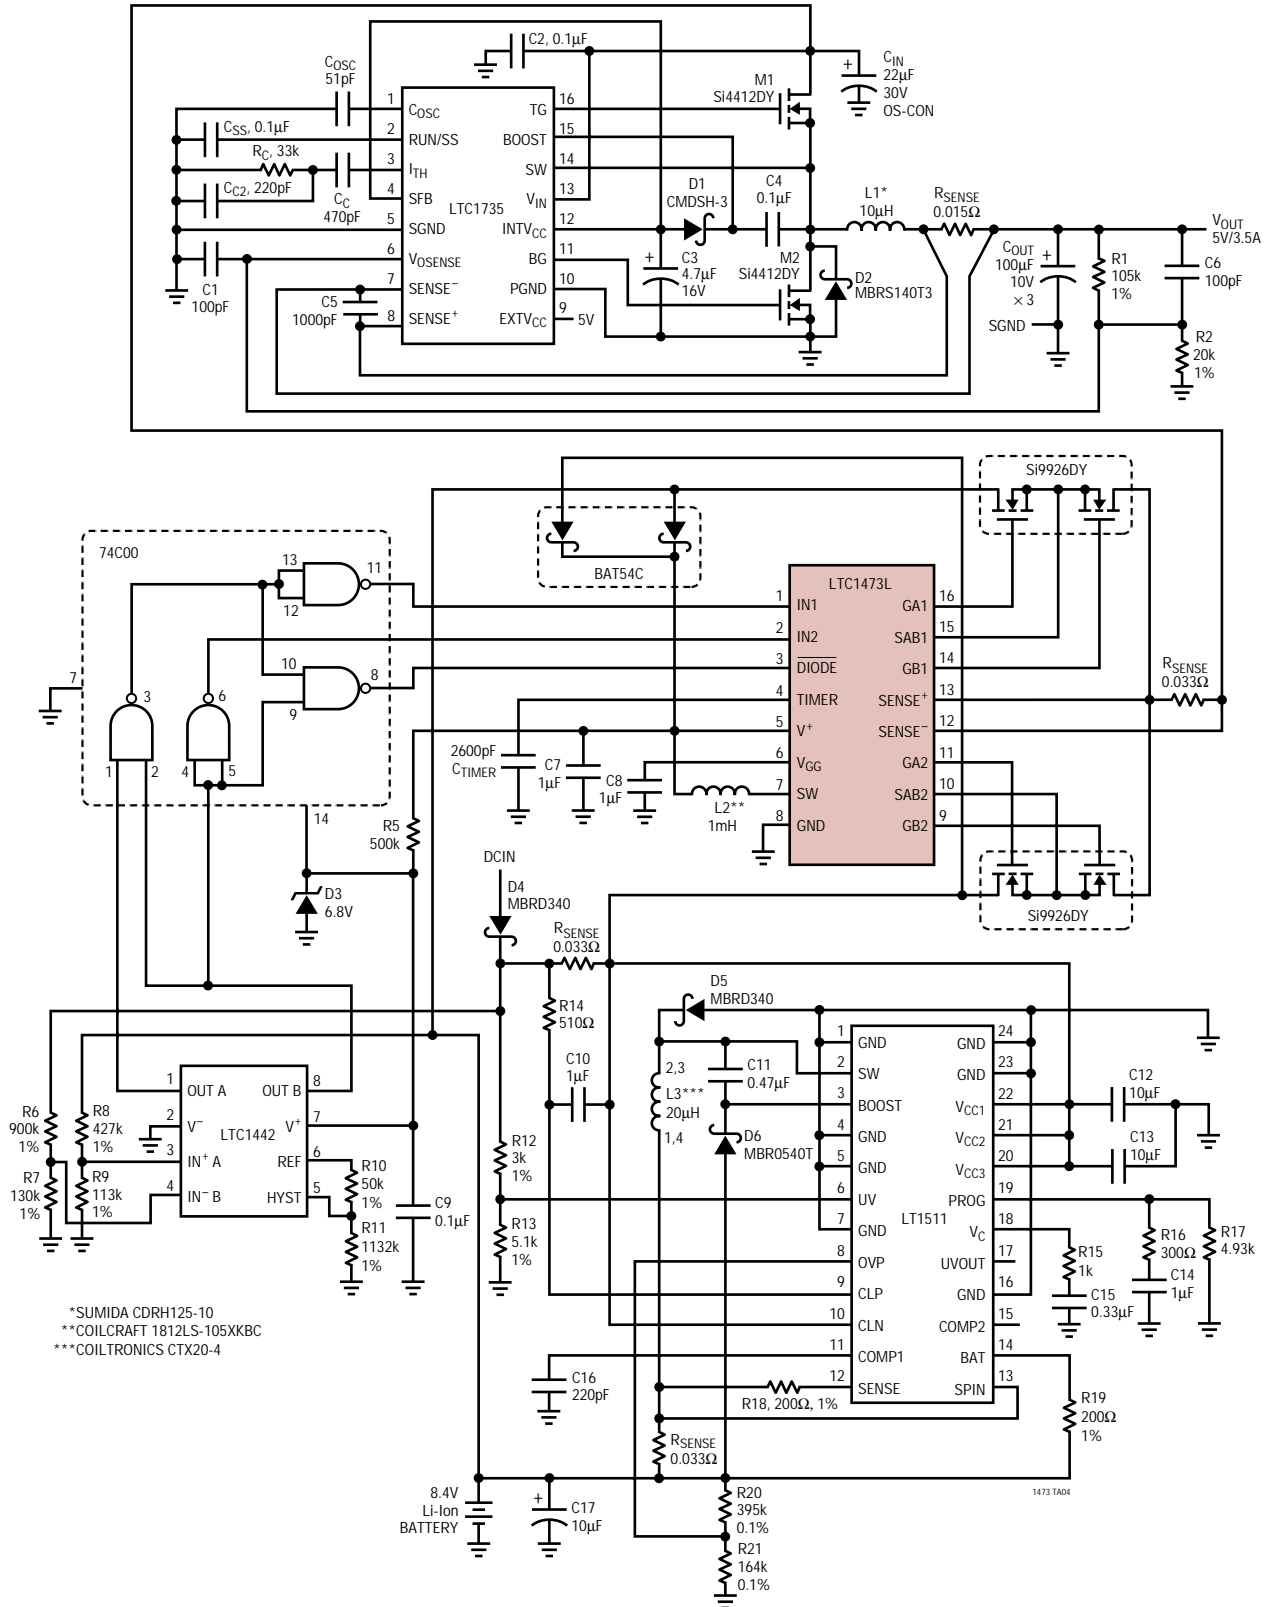 C2, 0.1µF
COSC
51pF
CSS, 0.1µF
RC, 33k
CC2, 220pF
CC
470pF
C1
100pF
C5
1000pF
1
2
3
4
5
6
7
8
COSC
RUN/SS
ITH
SFB
SGND
VOSENSE
SENSE−
SENSE+
LTC1735
TG
BOOST
SW
VIN
INTVCC
BG
PGND
EXTVCC
16
15
14
13
12
11
10
9
5V
M1
Si4412DY
+
CIN
22µF
30V
OS-CON
D1
CMDSH-3
C4
0.1µF
L1*
10µH
RSENSE
0.015Ω
VOUT
5V/3.5A
+
C3
4.7µF
16V
M2
Si4412DY
D2
MBRS140T3
COUT
100µF
10V
× 3
+
SGND
R1
105k
1%
C6
100pF
R2
20k
1%
Si9926DY
BAT54C
74C00
13
12
11
10
9
8
7
3
6
1
2
4
5
14
LTC1473L
1
2
3
4
5
6
7
8
IN1
IN2
DIODE
TIMER
V+
VGG
SW
GND
GA1
SAB1
GB1
SENSE+
SENSE−
GA2
SAB2
GB2
16
15
14
13
12
11
10
9
RSENSE
0.033Ω
2600pF
CTIMER
C7
1µF
C8
1µF
L2**
1mH
R5
500k
D3
6.8V
DCIN
D4
MBRD340
RSENSE
0.033Ω
Si9926DY
R14
510Ω
C10
1µF
D5
MBRD340
2,3
L3***
20µH
1,4
C11
0.47µF
D6
MBR0540T
R6
900k
1%
R8
427k
1%
R7
130k
1%
R9
113k
1%
1
2
3
4
OUT A
V−
IN+ A
IN− B
LTC1442
OUT B
V+
REF
HYST
8
7
6
5
R10
50k
1%
R11
1132k
1%
C9
0.1µF
R12
3k
1%
R13
5.1k
1%
1
2
3
4
5
6
7
8
9
10
11
12
GND
SW
BOOST
GND
GND
UV
GND
OVP
CLP
CLN
COMP1
SENSE
LT1511
GND
GND
VCC1
VCC2
VCC3
PROG
VC
UVOUT
GND
COMP2
BAT
SPIN
24
23
22
21
20
19
18
17
16
15
14
13
C12
10µF
C13
10µF
R15
1k
C15
0.33µF
R16
300Ω
C14
1µF
R17
4.93k
R19
200Ω
1%
C16
220pF
R18, 200Ω, 1%
RSENSE
0.033Ω
*SUMIDA CDRH125-10
**COILCRAFT 1812LS-105XKBC
***COILTRONICS CTX20-4
8.4V
Li-Ion
BATTERY
+
C17
10µF
R20
395k
0.1%
R21
164k
0.1%
1473 TA04